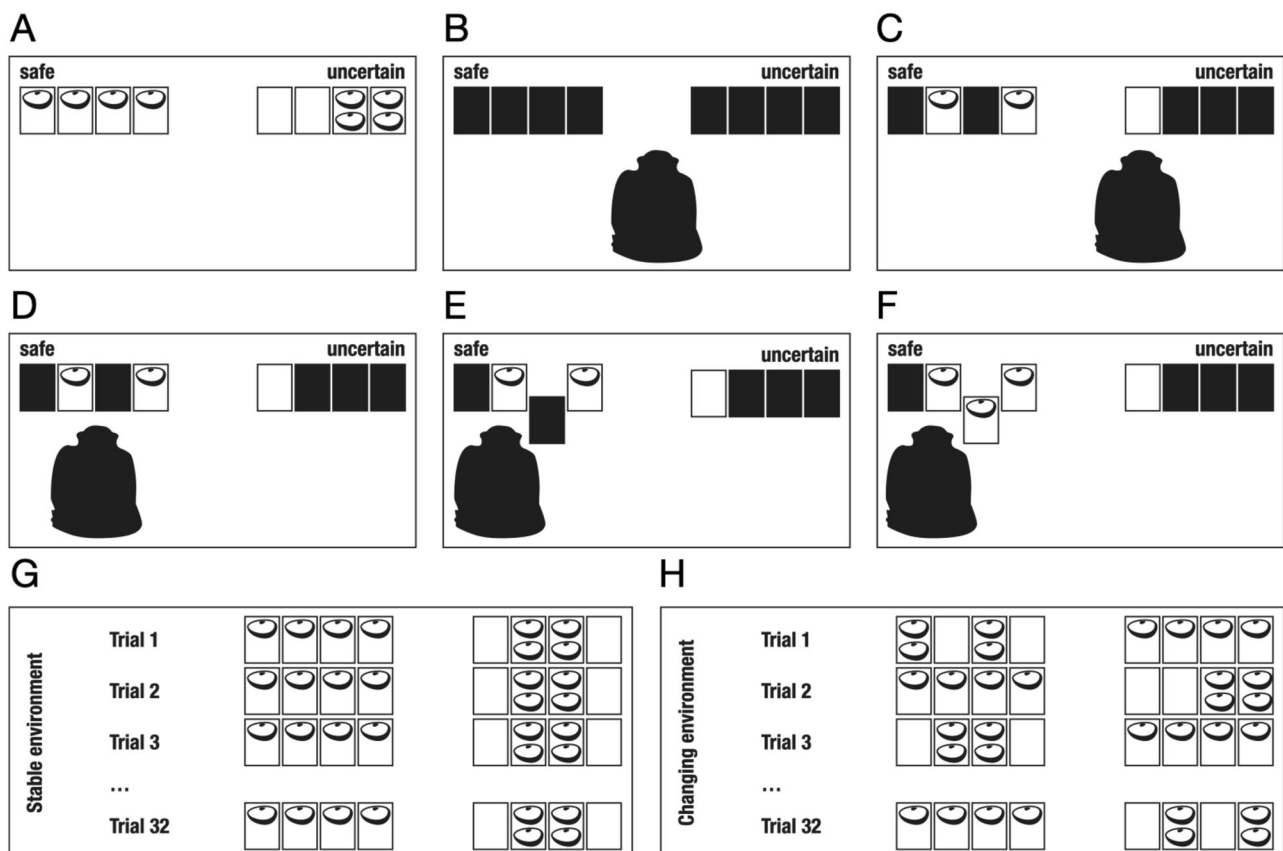 A
B
C
safe uncertain
safe uncertain
safe uncertain
D
E
F
safe uncertain
safe uncertain
safe uncertain
G
H
Stable environment
Trial 1
Trial 2
Trial 3
...
Trial 32
Changing environment
Trial 1
Trial 2
Trial 3
...
Trial 32